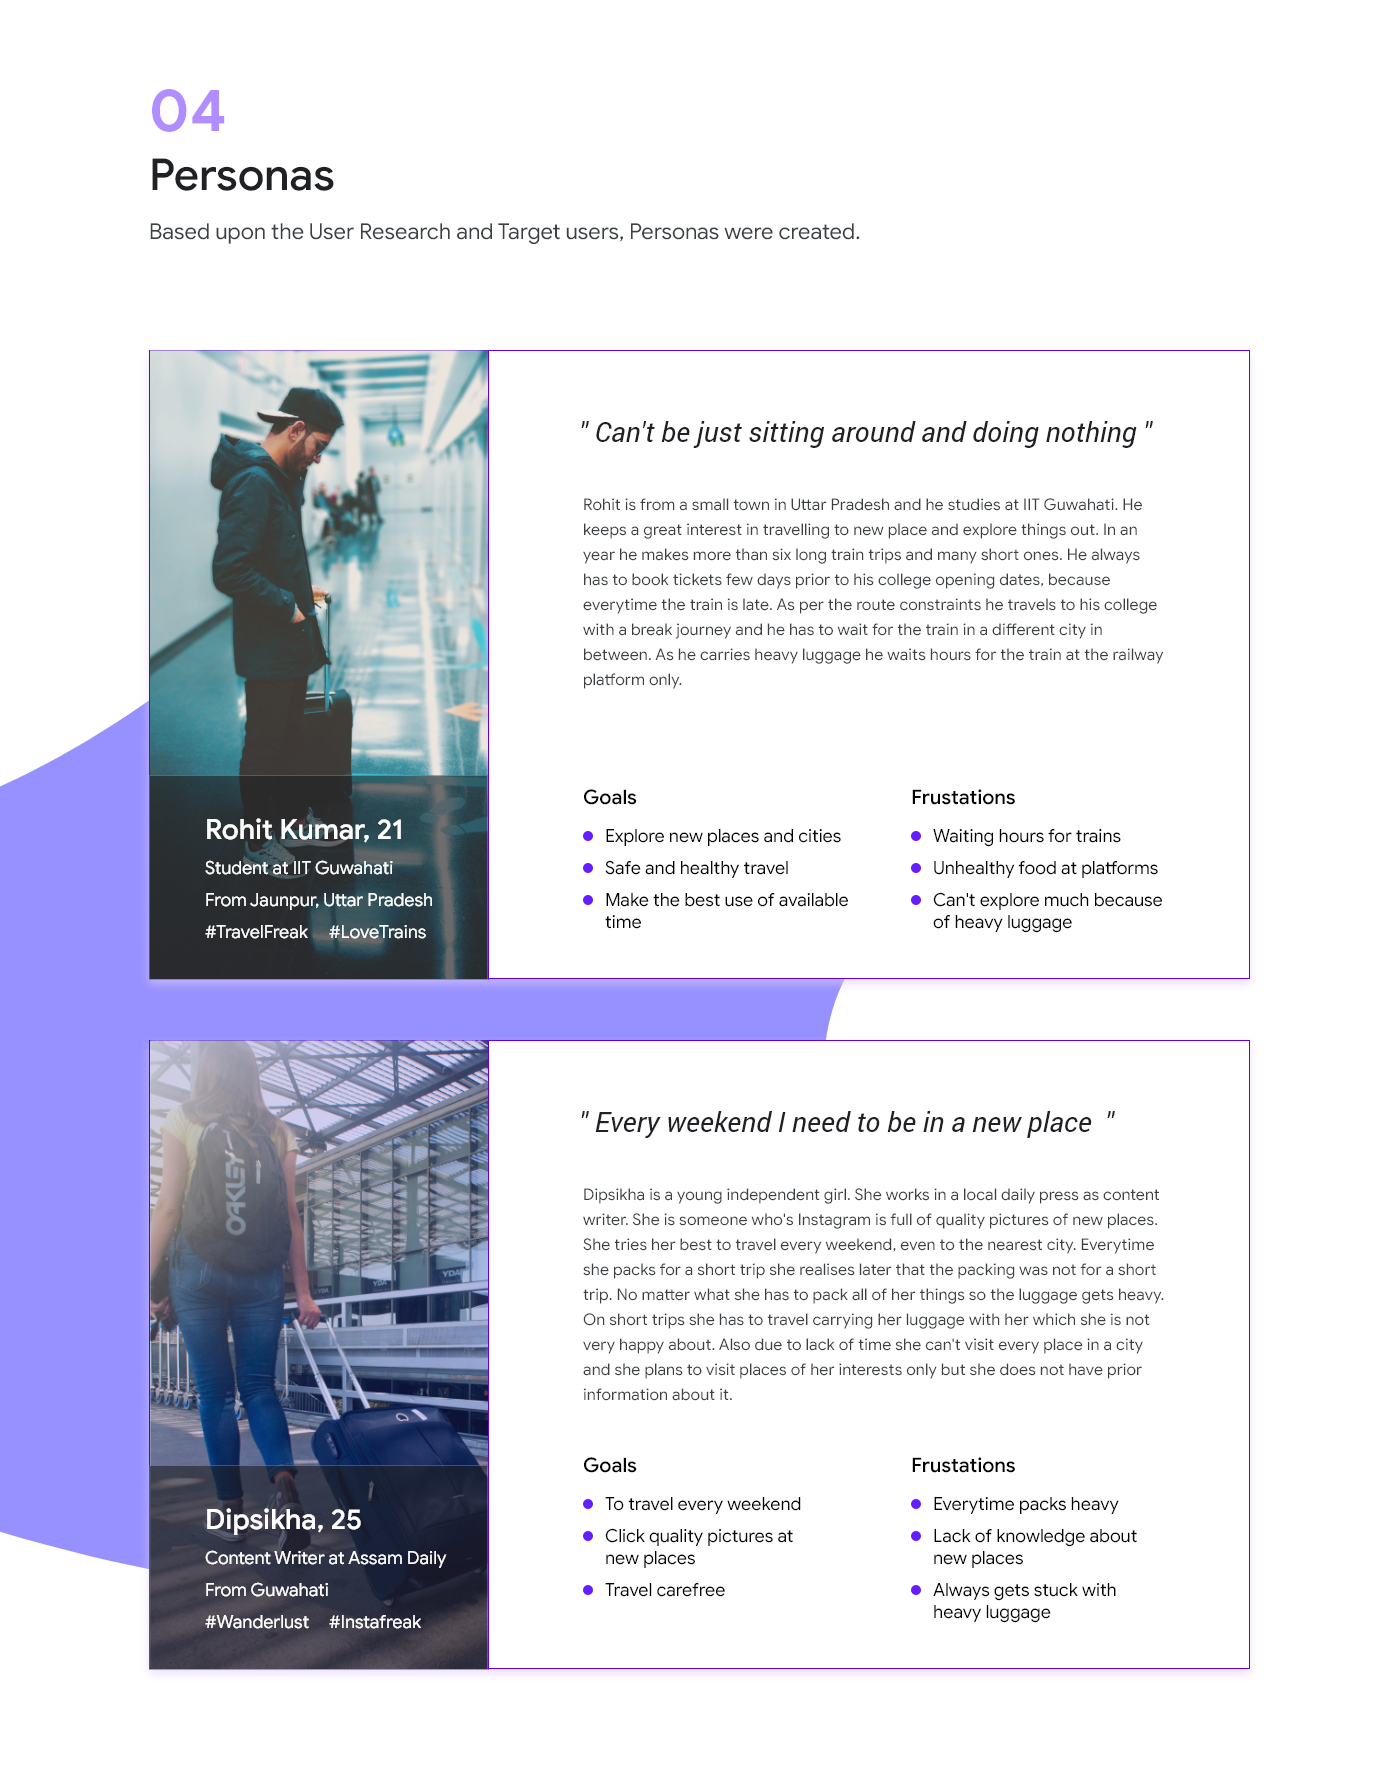 04
Personas
Based upon the User Research and Target users, Personas were created.
" Can't be just sitting around and doing nothing "
Rohit is from a small town in Uttar Pradesh and he studies at IIT Guwahati. He
keeps a great interest in travelling to new place and explore things out. In an
year he makes more than six long train trips and many short ones. He always
has to book tickets few days prior to his college opening dates, because
everytime the train is late. As per the route constraints he travels to his college
with a break journey and he has to wait for the train in a different city in
between. As he carries heavy luggage he waits hours for the train at the railway
platform only.
Rohit Kumar, 21
Student at IIT Guwahati
From Jaunpur, Uttar Pradesh
#TravelFreak #LoveTrains
Goals
Explore new places and cities
Safe and healthy travel
Make the best use of available
time
Frustations
Waiting hours for trains
Unhealthy food at platforms
Can't explore much because
of heavy luggage
" Every weekend I need to be in a new place "
Dipsikha is a young independent girl. She works in a local daily press as content
writer. She is someone who's Instagram is full of quality pictures of new places.
She tries her best to travel every weekend, even to the nearest city. Everytime
she packs for a short trip she realises later that the packing was not for a short
trip. No matter what she has to pack all of her things so the luggage gets heavy.
On short trips she has to travel carrying her luggage with her which she is not
very happy about. Also due to lack of time she can't visit every place in a city
and she plans to visit places of her interests only but she does not have prior
information about it.
OAKLEY
Dipsikha, 25
Content Writer at Assam Daily
From Guwahati
#Wanderlust #Instafreak
Goals
To travel every weekend
Click quality pictures at
new places
Travel carefree
Frustations
Everytime packs heavy
Lack of knowledge about
new places
Always gets stuck with
heavy luggage